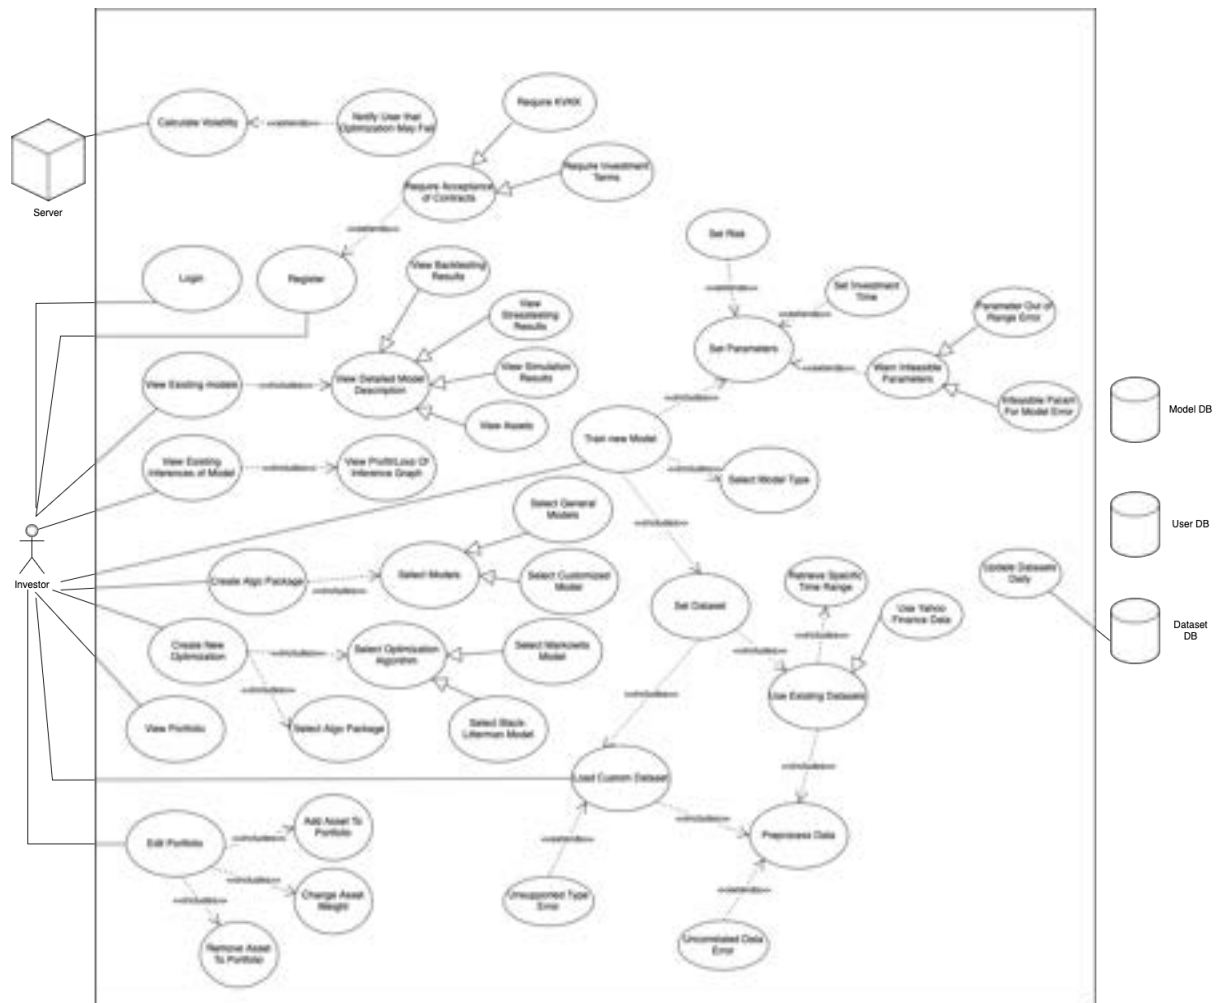 Require KVKK
Calculate Volatility
<<extends>>
Notify User that
Optimization May Fail
Server
Require Acceptance
of Contracts
Require Investment
Terms
<<extends>>
Login
Register
View Backtesting
Results
Set Risk
<<extends>>
Set Investment
Time
<<extends>>
Parameter Out of
Range Error
View
Stresstesting
Results
Set Parameters
<<extends>>
Warn Infeasible
Parameters
View Existing models
<<includes>>
View Detailed Model
Description
View Simulation
Results
<<includes>>
Infeasible Param
For Model Error
Model DB
View Assets
Train new Model
View Existing
Inferences of Model
<<includes>>
View Profit/Loss Of
Inference Graph
<<includes>>
Select Model Type
Select General
Models
<<includes>>
User DB
Investor
Create Algo Package
<<includes>>
Select Models
Select Customized
Model
Retrieve Specific
Time Range
Update Datasets
Daily
Set Dataset
Use Yahoo
Finance Data
<<includes>>
Dataset
DB
Create New
Optimization
<<includes>>
Select Optimization
Algorithm
Select Markowitz
Model
<<includes>>
<<includes>>
Use Existing Datasets
<<includes>>
View Portfolio
Select Algo Package
Select Black-
Litterman Model
<<includes>>
Load Custom Dataset
<<includes>>
Add Asset To
Portfolio
<<includes>>
<<includes>>
Edit Portfolio
Preprocess Data
<<extends>>
<<includes>>
Change Asset
Weight
Unsupported Type
Error
<<extends>>
<<includes>>
Remove Asset
To Portfolio
Uncorrelated Data
Error